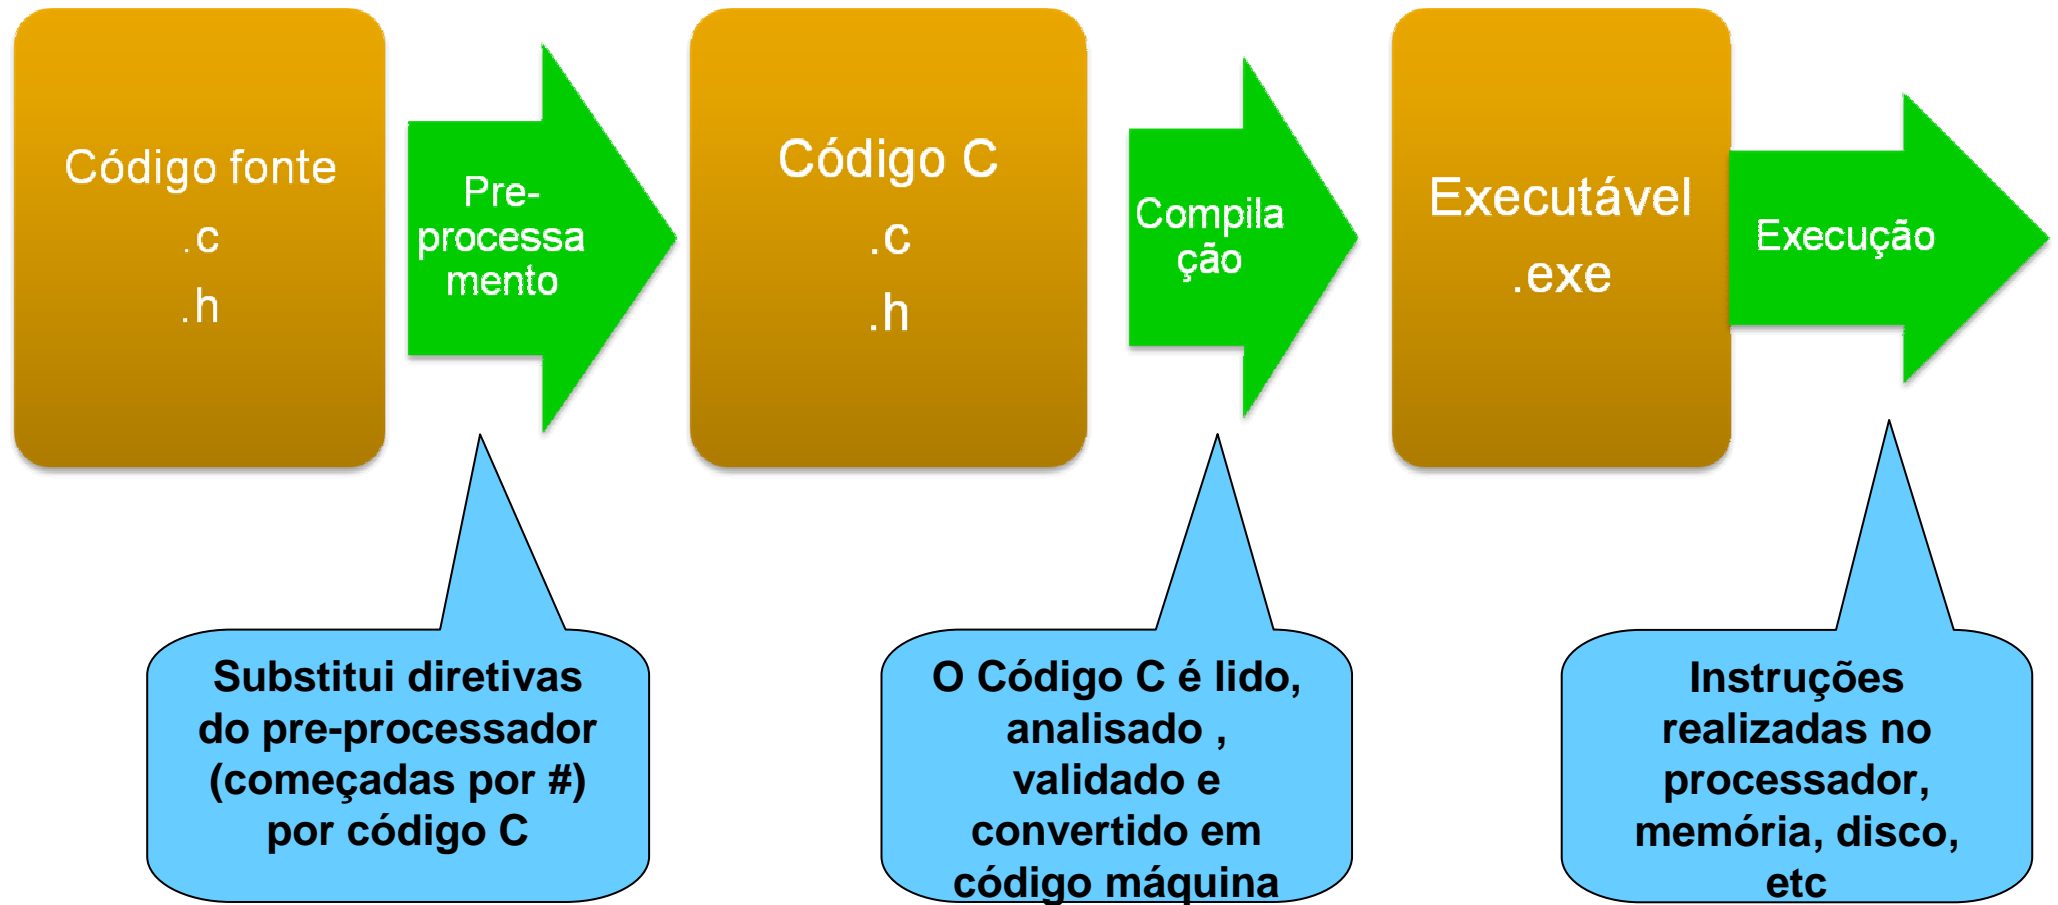 Código fonte
.c
.h
Pre-
processa
mento
Código C
.c
.h
Compila
ção
Executável
.exe
Execução
Substitui diretivas
do pre-processador
(começadas por #)
por código C
O Código C é lido,
analisado ,
validado e
convertido em
código máquina
Instruções
realizadas no
processador,
memória, disco,
etc